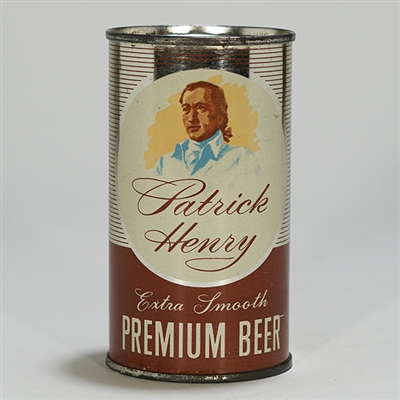 Patrick
Henry
Extra Smooth
PREMIUM BEER